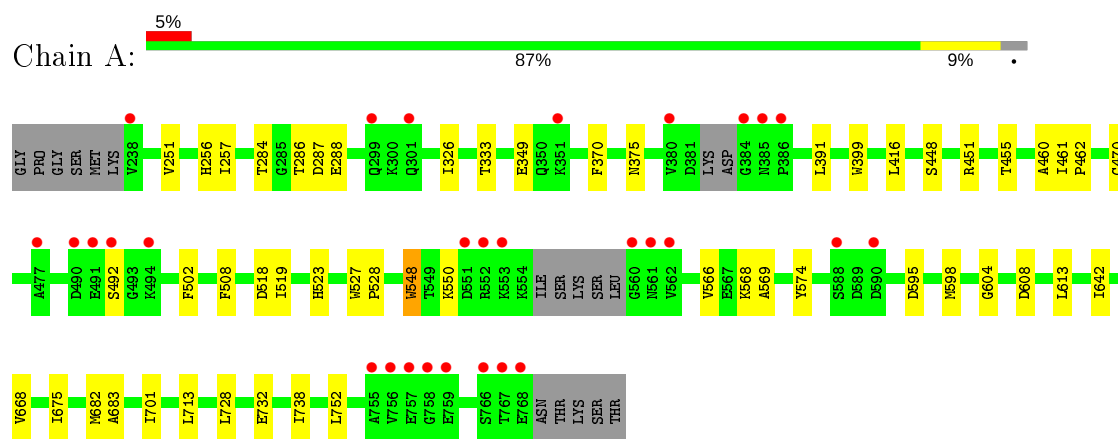 5%
Chain A:
87% 9% •
GLY PRO GLY SER MET LYS V238 V251 H256 I257 T284 G285 T286 D287 E288 Q299 K300 Q301 I326 T333 E349 Q350 K351 F370 N375 V380 D381 LYS ASP G384 N385 P386 L391 W399 L416 S448 R451 T455 A460 I461 P462
A477 D490 E491 S492 G493 K494 F502 F508 D518 I519 H523 W527 P528 W548 T549 K550 D551 R552 K553 K554 ILE SER LYS SER LEU G560 N561 V562 V566 E567 K568 A569 Y574 S588 D589 D590 D595 M598 G604 D608 L613 I642
V668 I675 M682 A683 I701 L713 L728 E732 I738 L752 A755 V756 E757 G758 E759 S766 T767 E768 ASN THR LYS SER THR